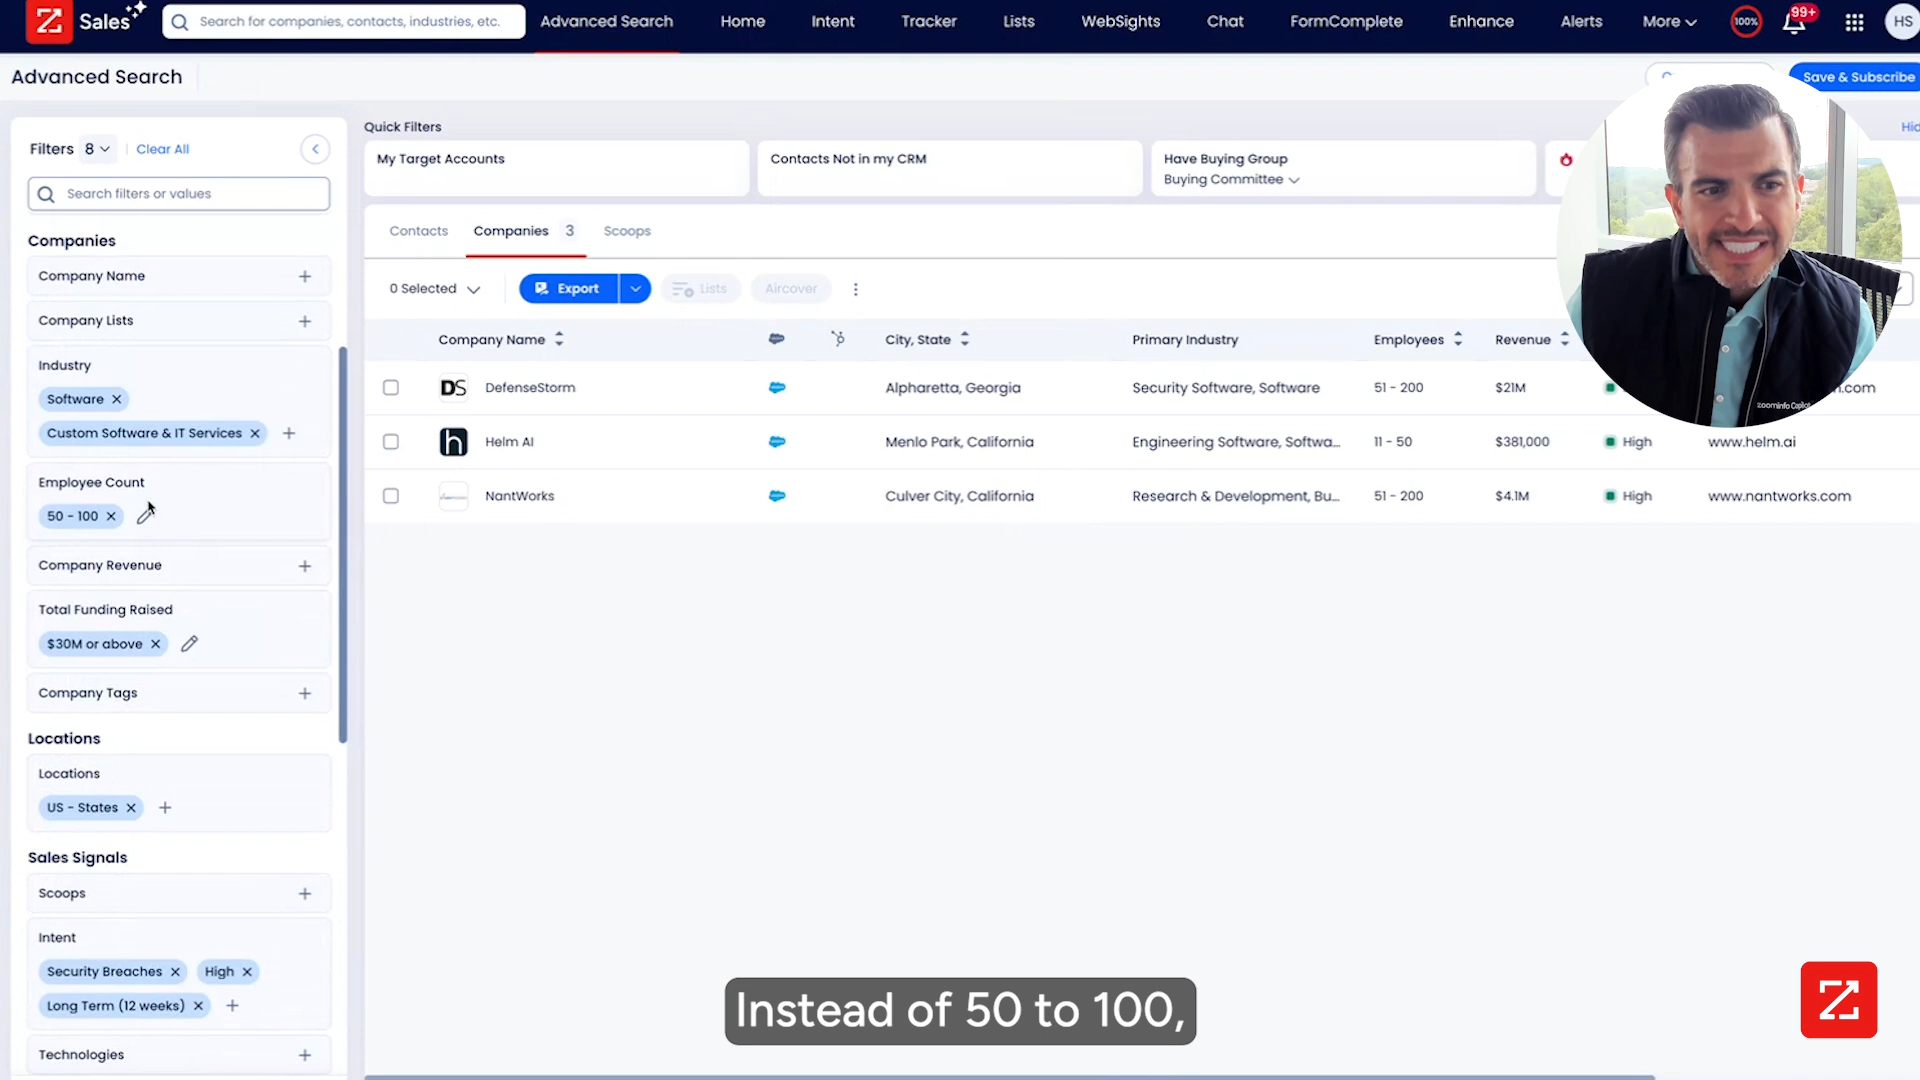 Sales
Search for companies, contacts, industries, etc.
Advanced Search
Home
Intent
Tracker
Lists
WebSights
Chat
FormComplete
Enhance
Alerts
More
100%
99+
HS
Advanced Search
Save & Subscribe
Filters 8
Clear All
Search filters or values
Companies
Company Name
Company Lists
Industry
Software
Custom Software & IT Services
Employee Count
50 - 100
Company Revenue
Total Funding Raised
$30M or above
Company Tags
Locations
Locations
US - States
Sales Signals
Scoops
Intent
Security Breaches
High
Long Term (12 weeks)
Technologies
Quick Filters
My Target Accounts
Contacts Not in my CRM
Have Buying Group
Buying Committee
Contacts
Companies 3
Scoops
0 Selected
Export
Lists
Aircover
Company Name
City, State
Primary Industry
Employees
Revenue
DS DefenseStorm Alpharetta, Georgia Security Software, Software 51 - 200 $21M
h Helm AI Menlo Park, California Engineering Software, Softwa... 11 - 50 $381,000 High www.helm.ai
NantWorks Culver City, California Research & Development, Bu... 51 - 200 $4.1M High www.nantworks.com
zoominfo Copilot
Instead of 50 to 100,